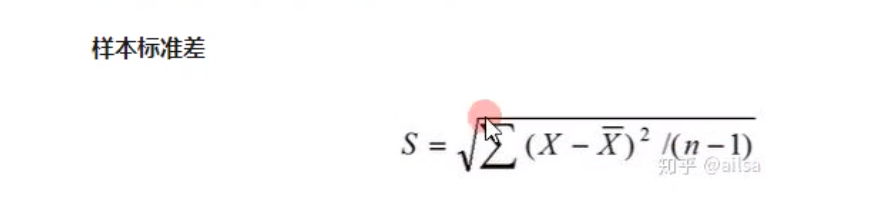 样本标准差
S = √∑(X − X̅)² /(n−1)
知乎 @ailsa